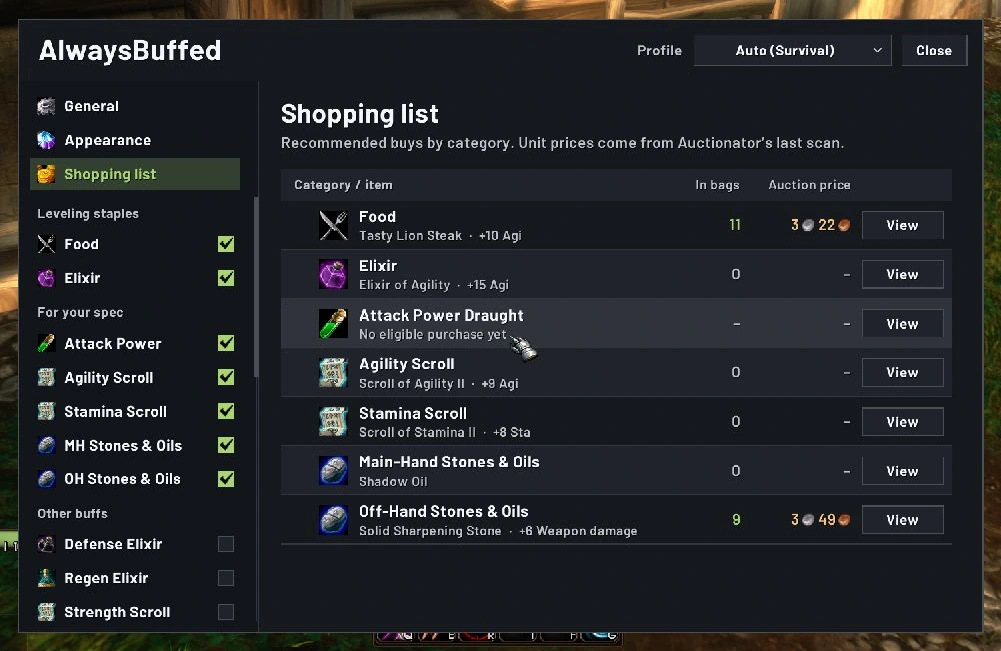 AlwaysBuffed
Profile
Auto (Survival)
Close
General
Appearance
Shopping list
Leveling staples
Food
Elixir
For your spec
Attack Power
Agility Scroll
Stamina Scroll
MH Stones & Oils
OH Stones & Oils
Other buffs
Defense Elixir
Regen Elixir
Strength Scroll
Shopping list
Recommended buys by category. Unit prices come from Auctionator's last scan.
Category / item In bags Auction price
Food
Tasty Lion Steak · +10 Agi
11 3 22 View
Elixir
Elixir of Agility · +15 Agi
0 – View
Attack Power Draught
No eligible purchase yet
– – View
Agility Scroll
Scroll of Agility II · +9 Agi
0 – View
Stamina Scroll
Scroll of Stamina II · +8 Sta
0 – View
Main-Hand Stones & Oils
Shadow Oil
0 – View
Off-Hand Stones & Oils
Solid Sharpening Stone · +6 Weapon damage
9 3 49 View